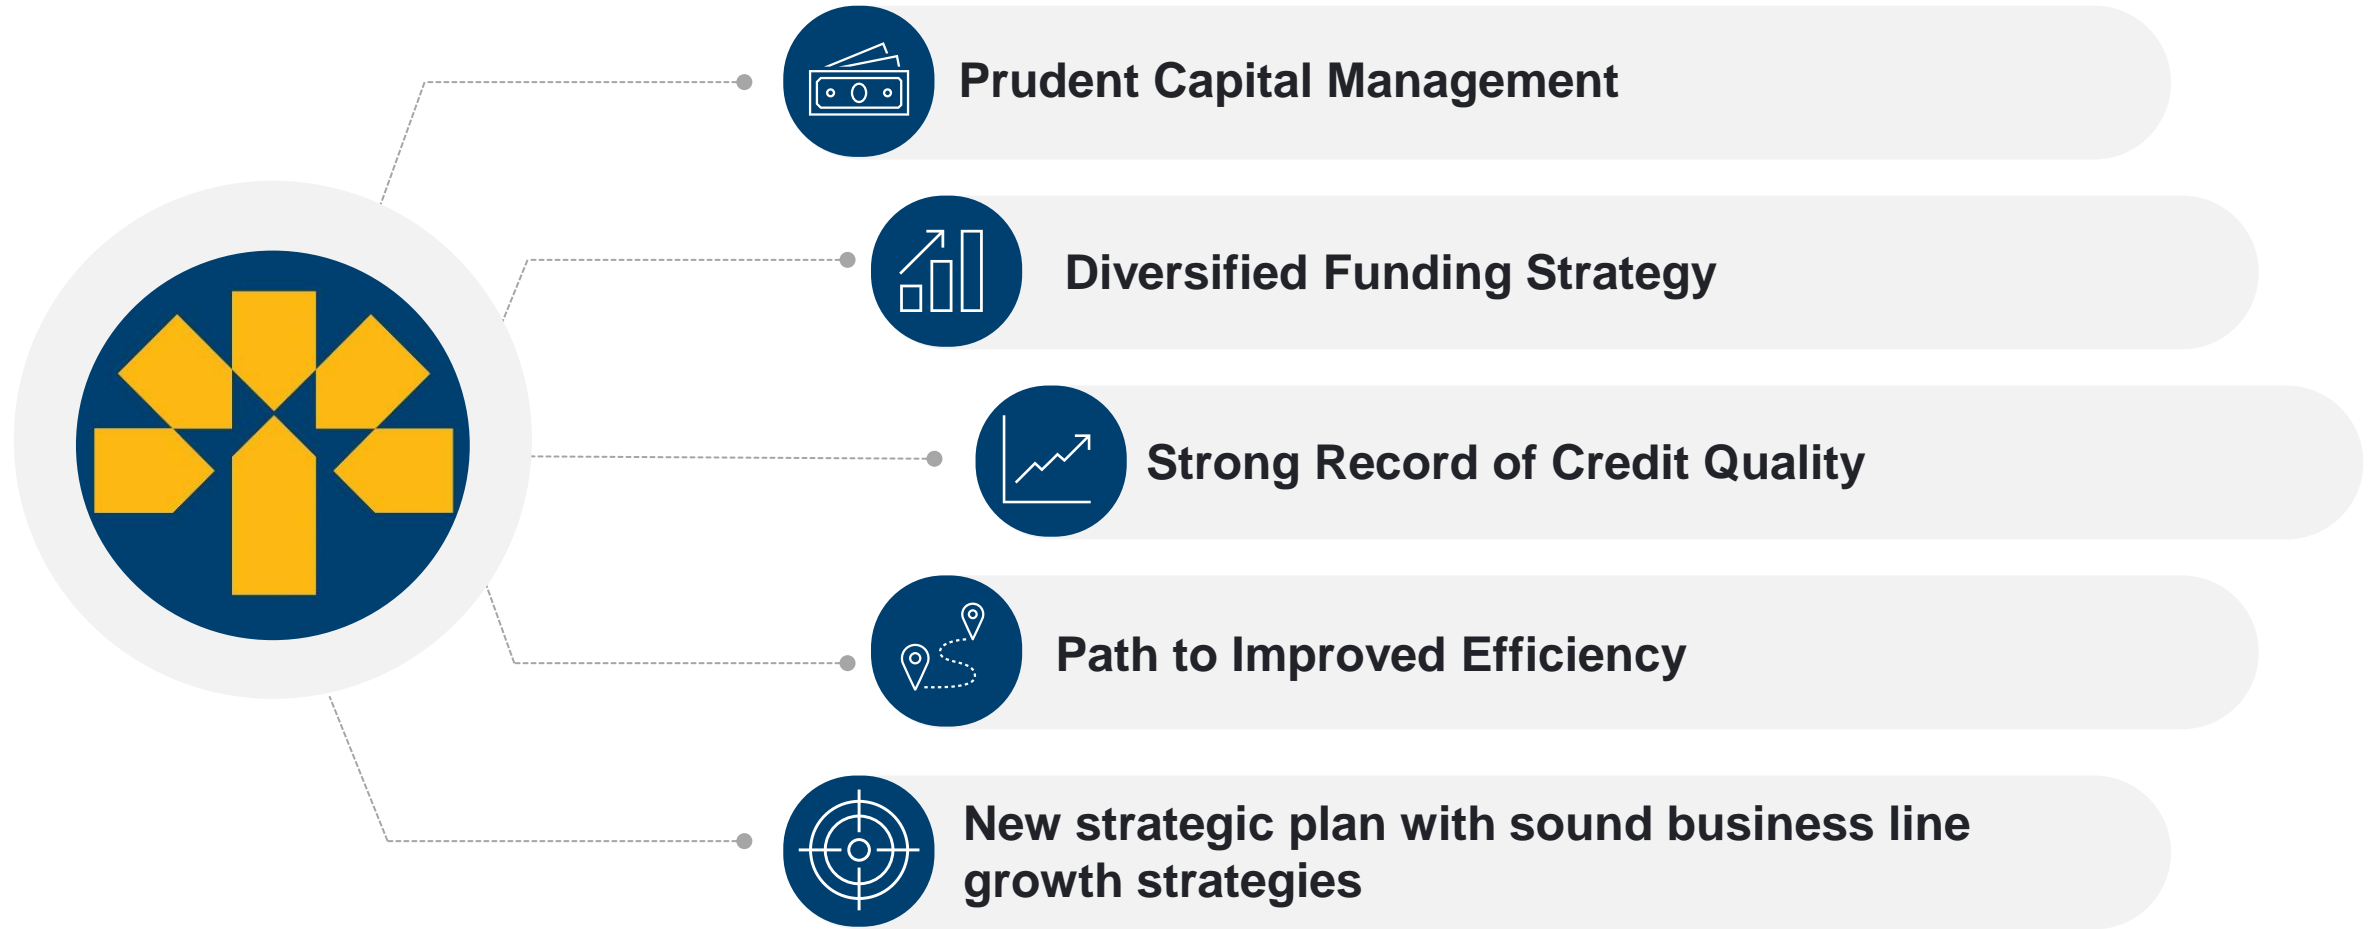 Prudent Capital Management
Diversified Funding Strategy
Strong Record of Credit Quality
Path to Improved Efficiency
New strategic plan with sound business line
growth strategies